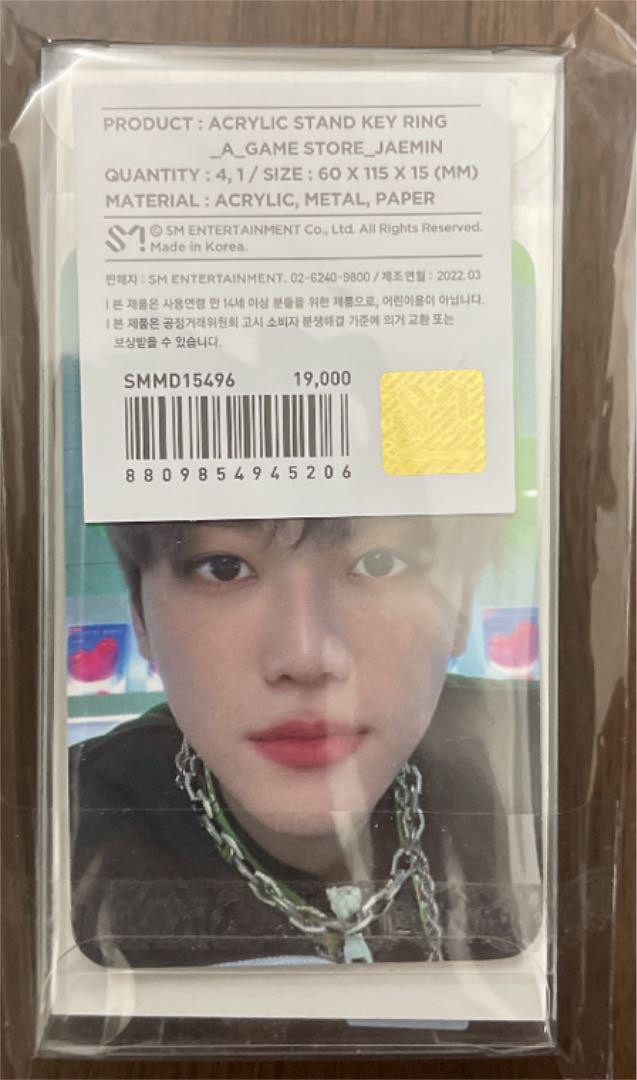 PRODUCT : ACRYLIC STAND KEY RING
_A_GAME STORE_JAEMIN
QUANTITY : 4, 1 / SIZE : 60 X 115 X 15 (MM)
MATERIAL : ACRYLIC, METAL, PAPER
SM
© SM ENTERTAINMENT Co., Ltd. All Rights Reserved.
Made in Korea.
판매자 : SM ENTERTAINMENT. 02-6240-9800 / 제조연월 : 2022.03
I 본 제품은 사용연령 만 14세 이상 분들을 위한 제품으로, 어린이용이 아닙니다.
I 본 제품은 공정거래위원회 고시 소비자 분쟁해결 기준에 의거 교환 또는
보상받을 수 있습니다.
SMMD15496 19,000
8809854945206